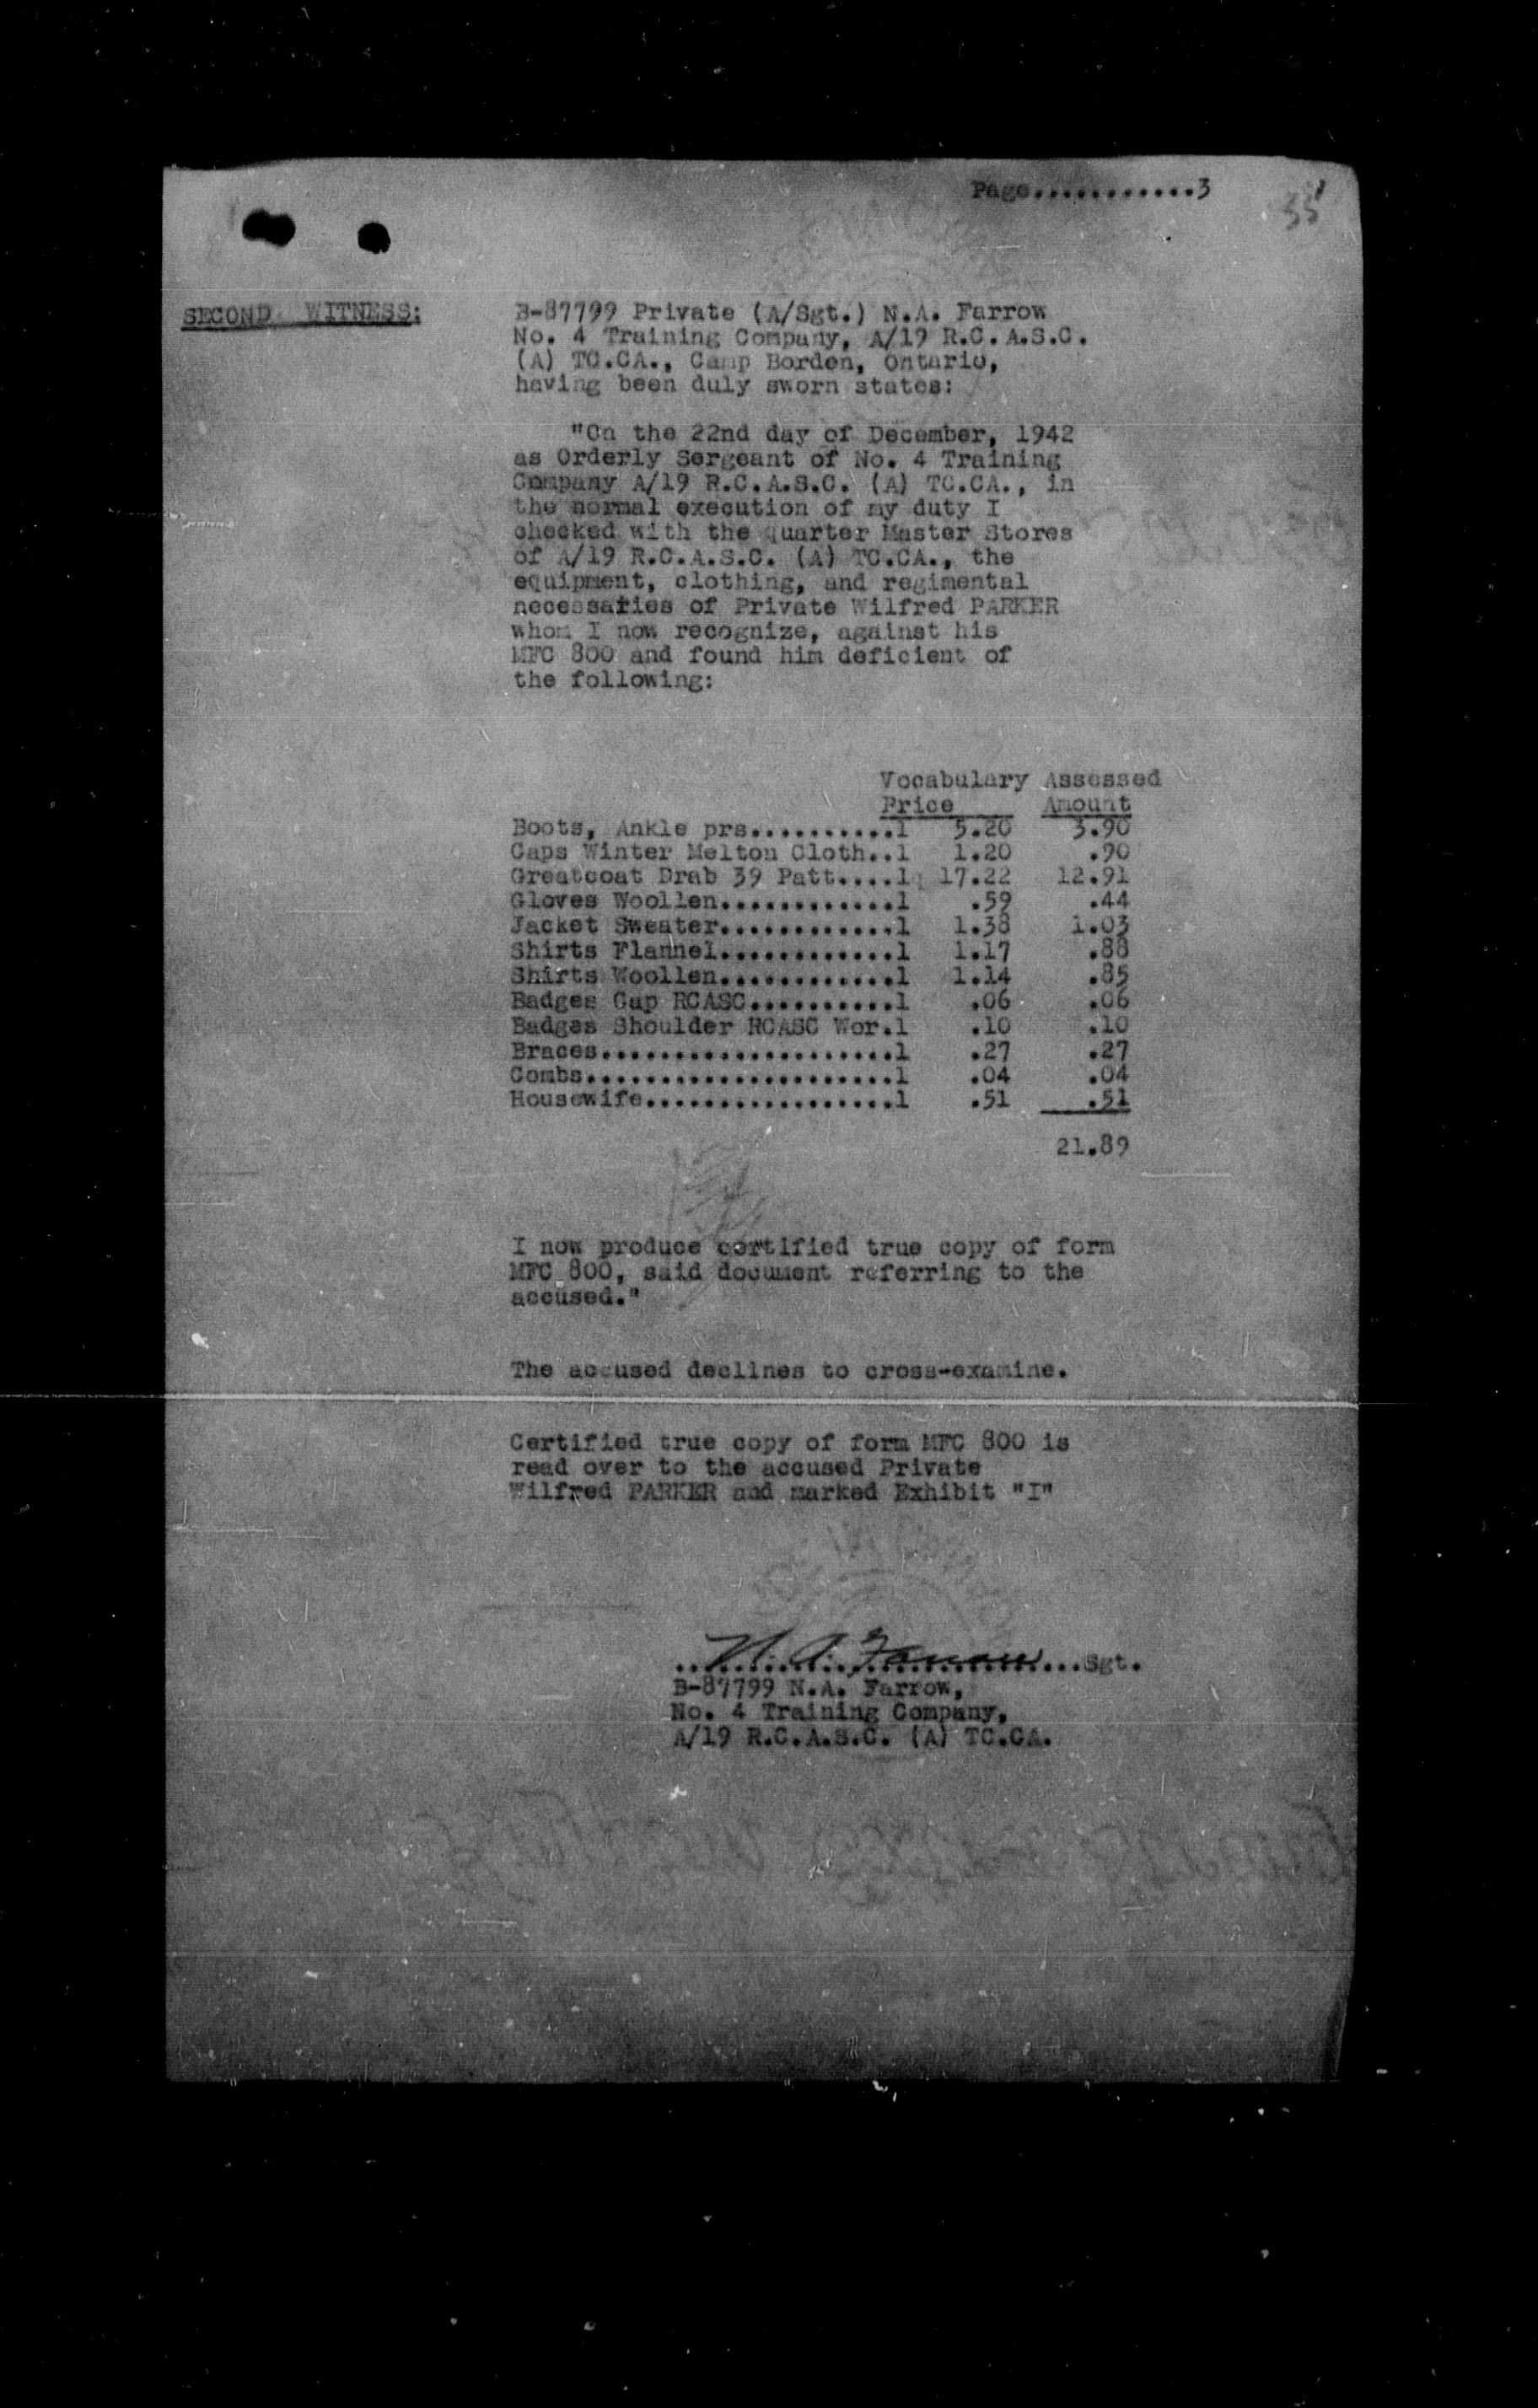 Page...........3
55
SECOND WITNESS:
B-87799 Private (A/Sgt.) N.A. Farrow
No. 4 Training Company, A/19 R.C.A.S.C.
(A) TC.CA., Camp Borden, Ontario,
having been duly sworn states:
"On the 22nd day of December, 1942
as Orderly Sergeant of No. 4 Training
Company A/19 R.C.A.S.C. (A) TC.CA., in
the normal execution of my duty I
checked with the Quarter Master Stores
of A/19 R.C.A.S.C. (A) TC.CA., the
equipment, clothing, and regimental
necessaries of Private Wilfred PARKER
whom I now recognize, against his
MFC 800 and found him deficient of
the following:
Vocabulary Assessed
Price Amount
Boots, Ankle prs..........1 5.20 3.90
Caps Winter Melton Cloth..1 1.20 .90
Greatcoat Drab 39 Patt....1 17.22 12.91
Gloves Woollen............1 .59 .44
Jacket Sweater............1 1.38 1.03
Shirts Flannel............1 1.17 .88
Shirts Woollen............1 1.14 .85
Badges Cap RCASC..........1 .06 .06
Badges Shoulder RCASC Wor.1 .10 .10
Braces....................1 .27 .27
Combs.....................1 .04 .04
Housewife.................1 .51 .51
21.89
I now produce certified true copy of form
MFC 800, said document referring to the
accused."
The accused declines to cross-examine.
Certified true copy of form MFC 800 is
read over to the accused Private
Wilfred PARKER and marked Exhibit "I"
N. A. Farrow Sgt.
B-87799 N.A. Farrow,
No. 4 Training Company,
A/19 R.C.A.S.C. (A) TC.CA.